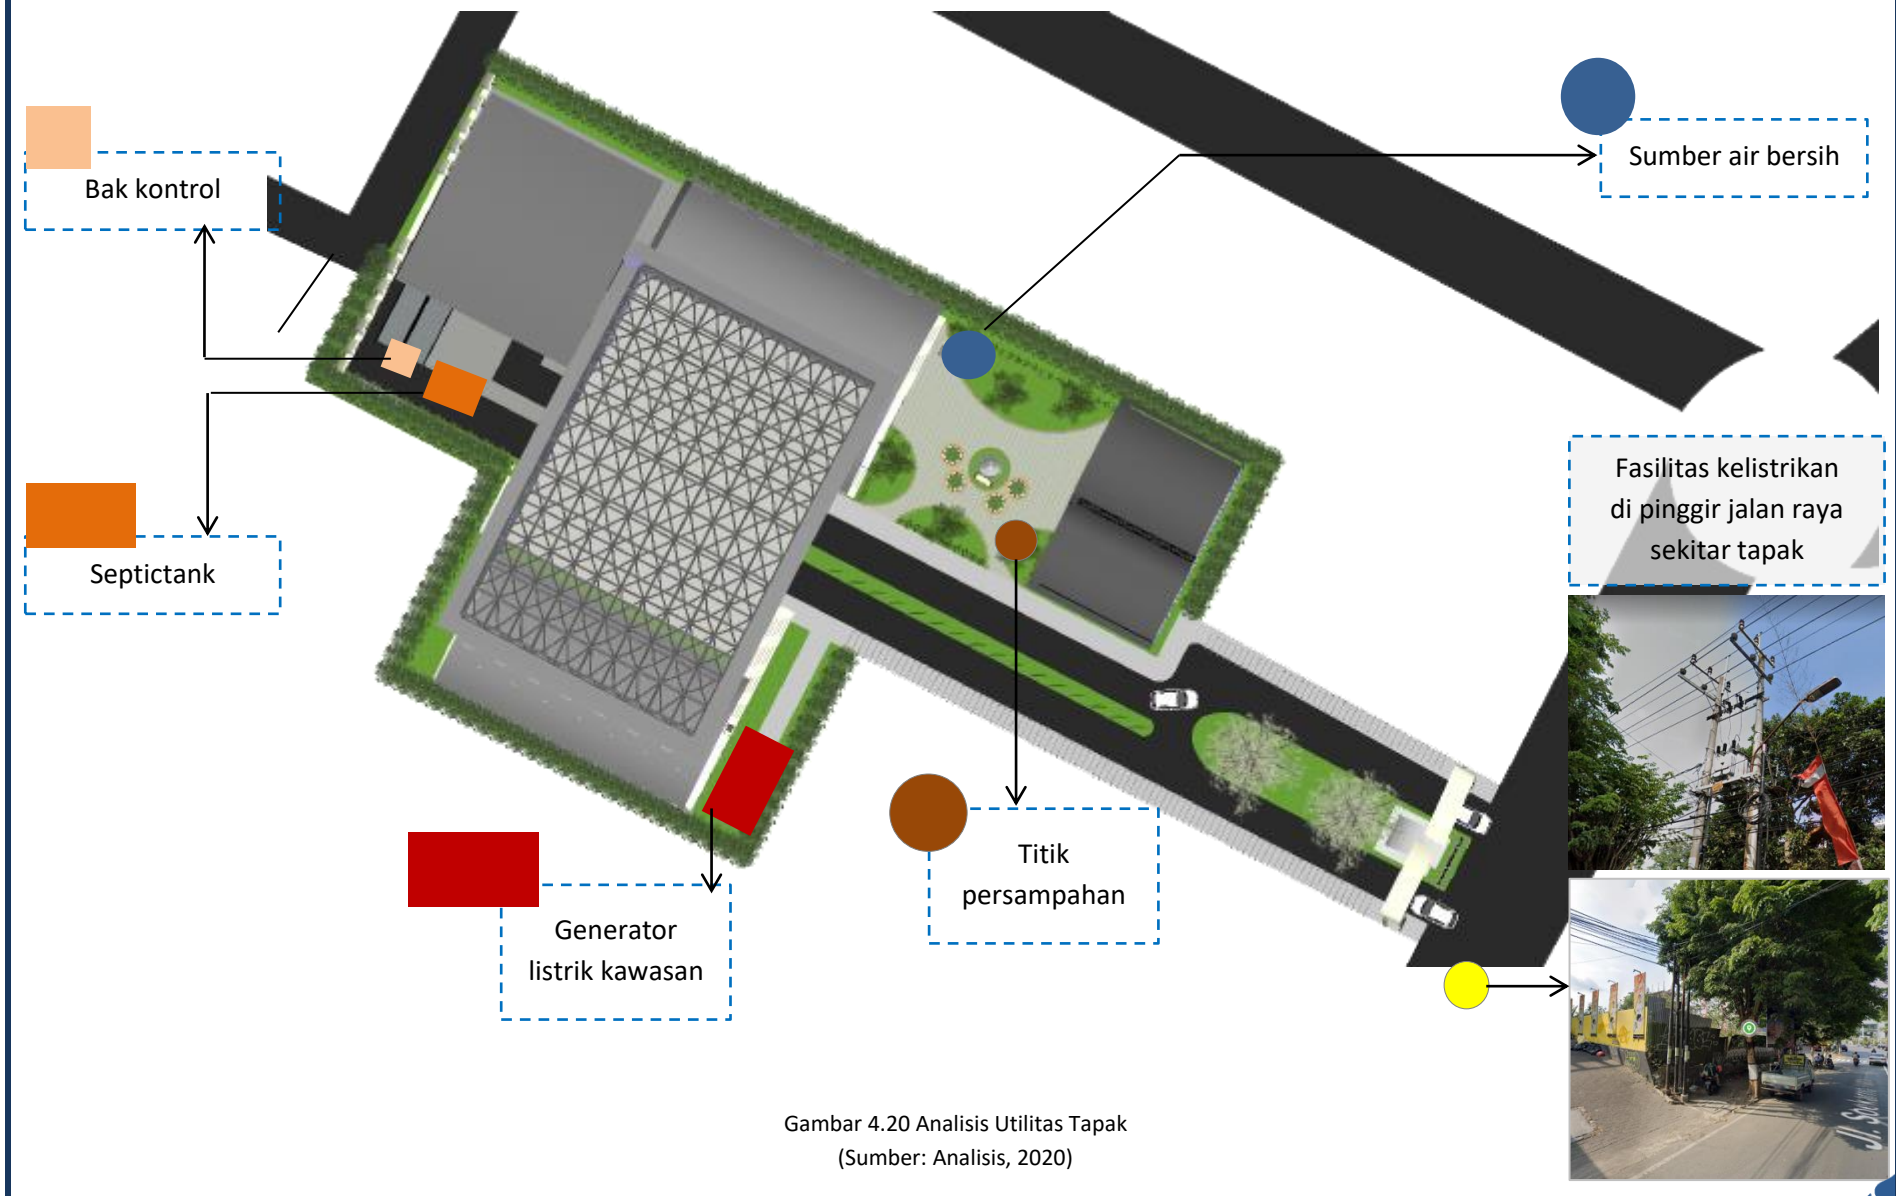 Bak kontrol
Sumber air bersih
Septictank
Fasilitas kelistrikan
di pinggir jalan raya
sekitar tapak
Generator
listrik kawasan
Titik
persampahan
Gambar 4.20 Analisis Utilitas Tapak
(Sumber: Analisis, 2020)